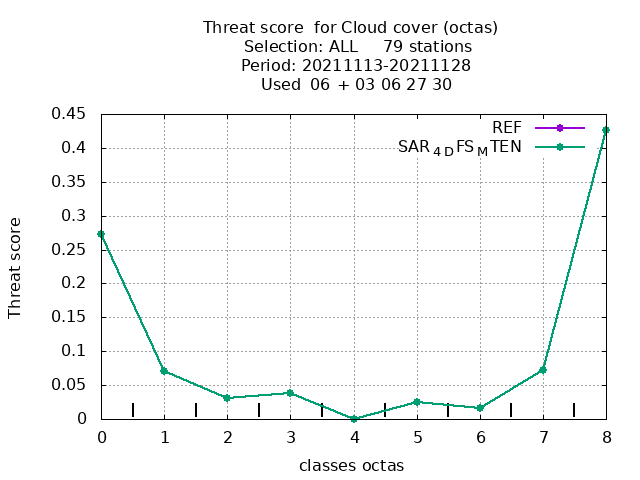 Threat score  for Cloud cover (octas)
Selection: ALL     79 stations
Period: 20211113-20211128
Used  06  + 03 06 27 30
REF
SAR4DFSMTEN
0.45
0.4
0.35
0.3
0.25
0.2
0.15
0.1
0.05
0
Threat score
0 1 2 3 4 5 6 7 8
classes octas